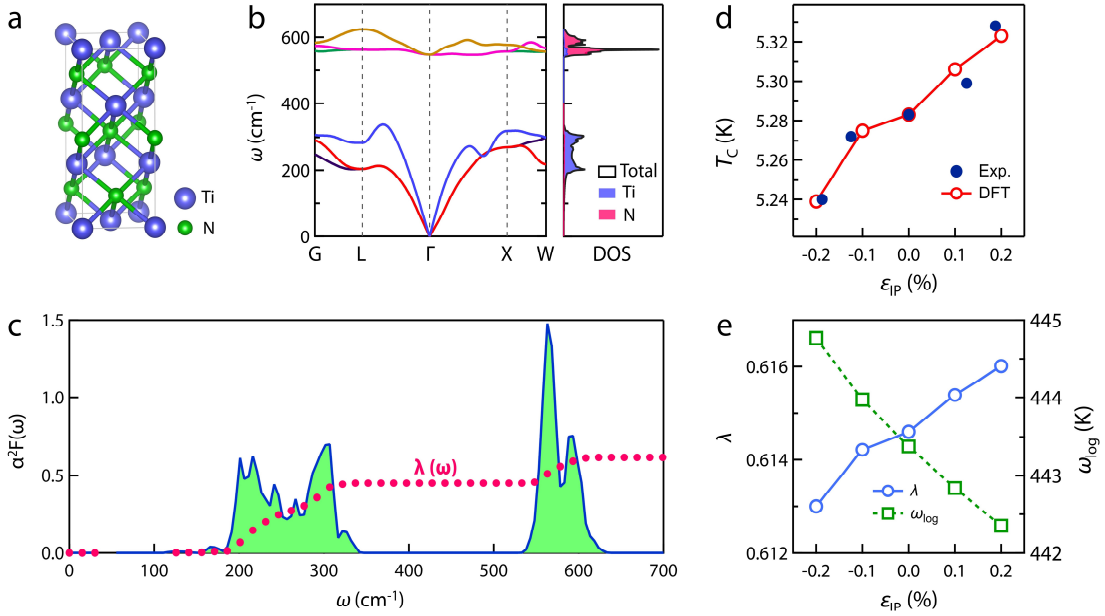 a
Ti
N
b
600
400
200
0
ω (cm⁻¹)
G
L
Γ
X
W
Total
Ti
N
DOS
c
1.5
1.0
0.5
0.0
α²F(ω)
λ (ω)
0
100
200
300
400
500
600
700
ω (cm⁻¹)
d
5.32
5.28
5.26
5.24
T_C (K)
Exp.
DFT
-0.2
-0.1
0.0
0.1
0.2
ε_IP (%)
e
0.616
0.614
0.612
λ
445
444
443
442
ω_log (K)
λ
ω_log
-0.2
-0.1
0.0
0.1
0.2
ε_IP (%)